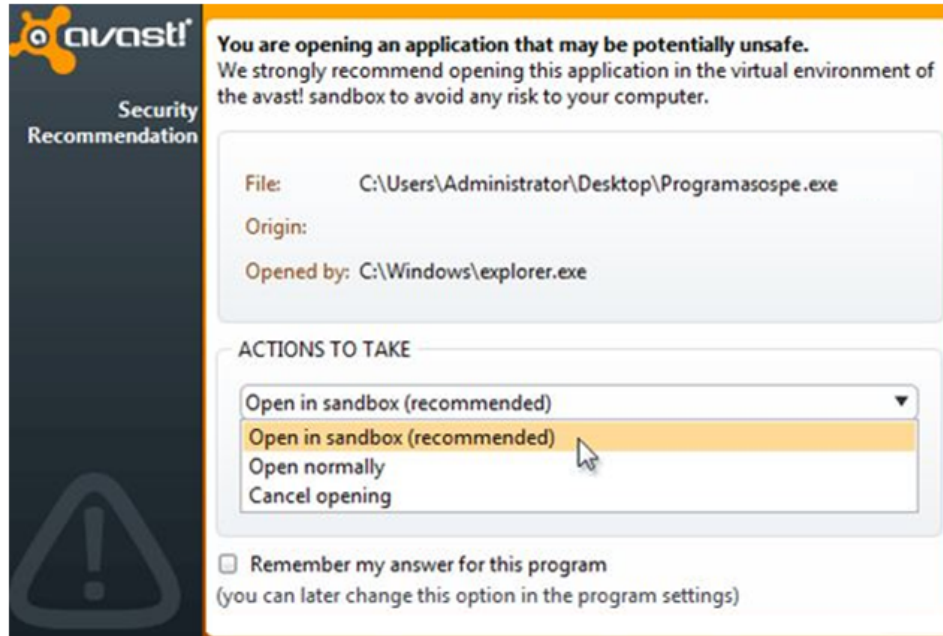 avast!
Security
Recommendation
You are opening an application that may be potentially unsafe.
We strongly recommend opening this application in the virtual environment of
the avast! sandbox to avoid any risk to your computer.
File: C:\Users\Administrator\Desktop\Programasospe.exe
Origin:
Opened by: C:\Windows\explorer.exe
ACTIONS TO TAKE
Open in sandbox (recommended)
Open in sandbox (recommended)
Open normally
Cancel opening
Remember my answer for this program
(you can later change this option in the program settings)